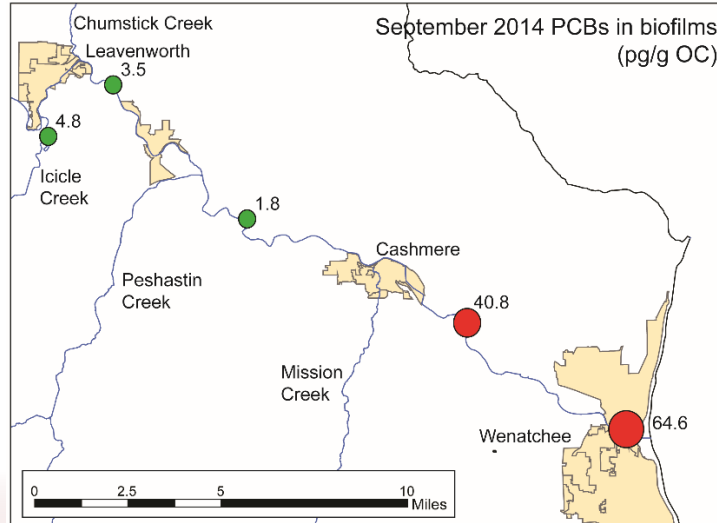 September 2014 PCBs in biofilms
(pg/g OC)
Chumstick Creek
Leavenworth
3.5
4.8
Icicle
Creek
1.8
Peshastin
Creek
Cashmere
40.8
Mission
Creek
Wenatchee
64.6
0 2.5 5 10
Miles